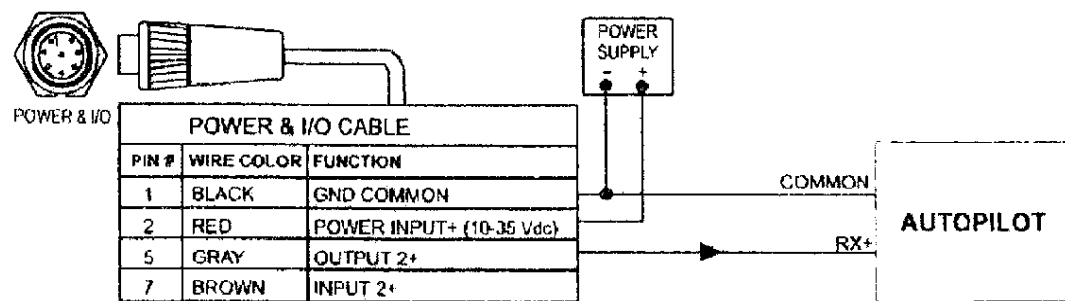 POWER SUPPLY
- +
POWER & I/O
POWER & I/O CABLE
PIN # WIRE COLOR FUNCTION
1 BLACK GND COMMON
2 RED POWER INPUT+ (10-35 Vdc)
5 GRAY OUTPUT 2+
7 BROWN INPUT 2+
COMMON
RX+
AUTOPILOT